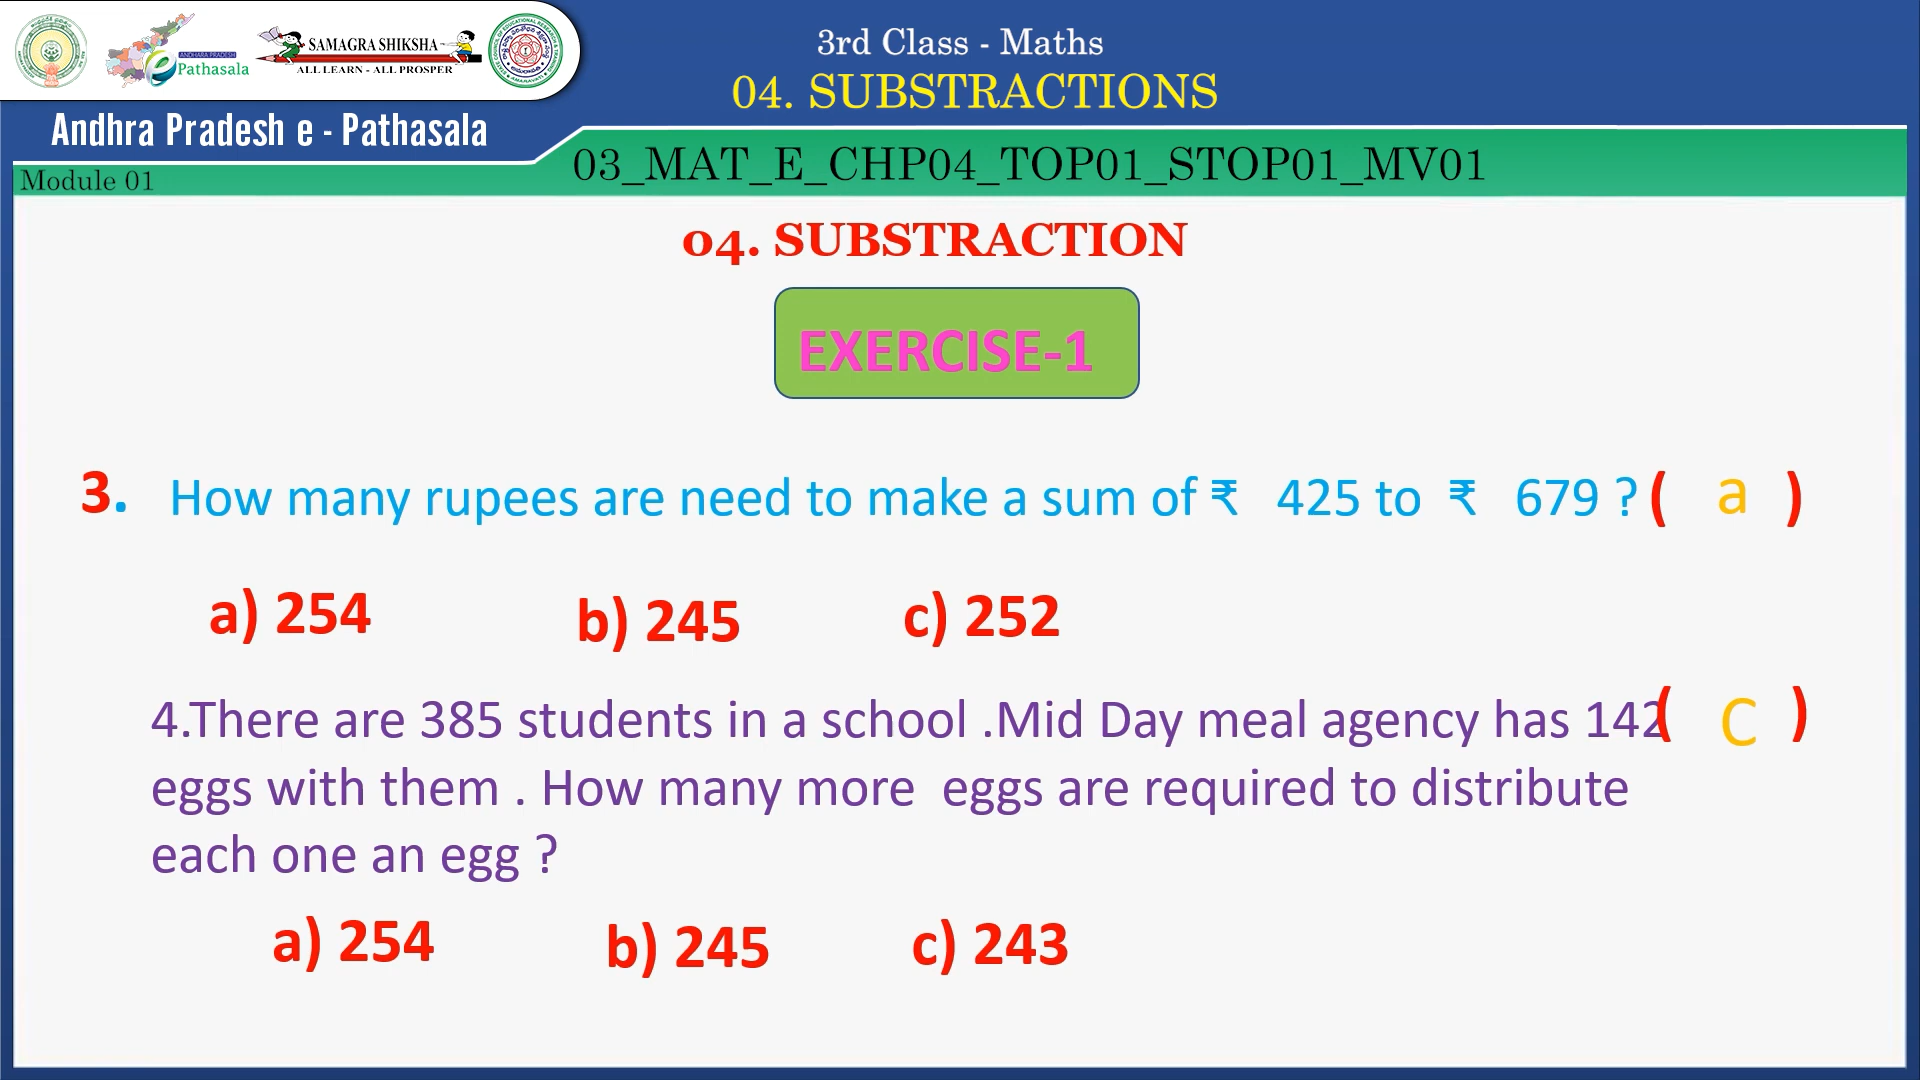 ANDHARA PRADESH
e Pathasala
SAMAGRA SHIKSHA
ALL LEARN - ALL PROSPER
Andhra Pradesh e - Pathasala
3rd Class - Maths
04. SUBSTRACTIONS
Module 01
03_MAT_E_CHP04_TOP01_STOP01_MV01
04. SUBSTRACTION
EXERCISE-1
3. How many rupees are need to make a sum of ₹ 425 to ₹ 679 ? ( a )
a) 254 b) 245 c) 252
4.There are 385 students in a school .Mid Day meal agency has 142 ( C )
eggs with them . How many more eggs are required to distribute
each one an egg ?
a) 254 b) 245 c) 243